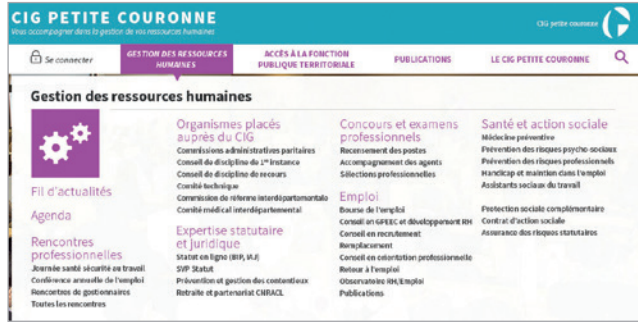 CIG PETITE COURONNE
Vous accompagner dans la gestion de vos ressources humaines
CIG petite couronne
Se connecter
GESTION DES RESSOURCES
HUMAINES
ACCÈS À LA FONCTION
PUBLIQUE TERRITORIALE
PUBLICATIONS
LE CIG PETITE COURONNE
Gestion des ressources humaines
Fil d'actualités
Agenda
Rencontres
professionnelles
Journée santé sécurité au travail
Conférence annuelle de l'emploi
Rencontres de gestionnaires
Toutes les rencontres
Organismes placés
auprès du CIG
Commissions administratives paritaires
Conseil de discipline de 1re instance
Conseil de discipline de recours
Comité technique
Commission de réforme interdépartementale
Comité médical interdépartemental
Expertise statutaire
et juridique
Statut en ligne (BIP, IAJ)
SVP Statut
Prévention et gestion des contentieux
Retraite et partenariat CNRACL
Concours et examens
professionnels
Recensement des postes
Accompagnement des agents
Sélections professionnelles
Emploi
Bourse de l'emploi
Conseil en GPEEC et développement RH
Conseil en recrutement
Remplacement
Conseil en orientation professionnelle
Retour à l'emploi
Observatoire RH/Emploi
Publications
Santé et action sociale
Médecine préventive
Prévention des risques psycho-sociaux
Prévention des risques professionnels
Handicap et maintien dans l'emploi
Assistants sociaux du travail
Protection sociale complémentaire
Contrat d'action sociale
Assurance des risques statutaires